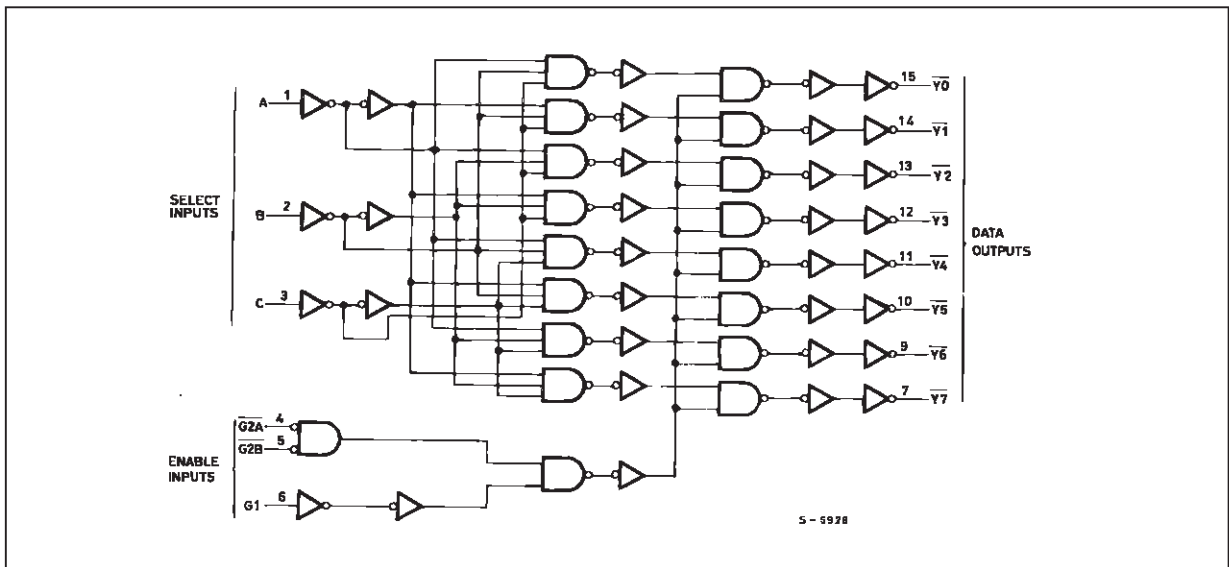 A 1
B 2
C 3
SELECT
INPUTS
G2A 4
G2B 5
G1 6
ENABLE
INPUTS
15 Y0
14 Y1
13 Y2
12 Y3
11 Y4
10 Y5
9 Y6
7 Y7
DATA
OUTPUTS
S - 5928